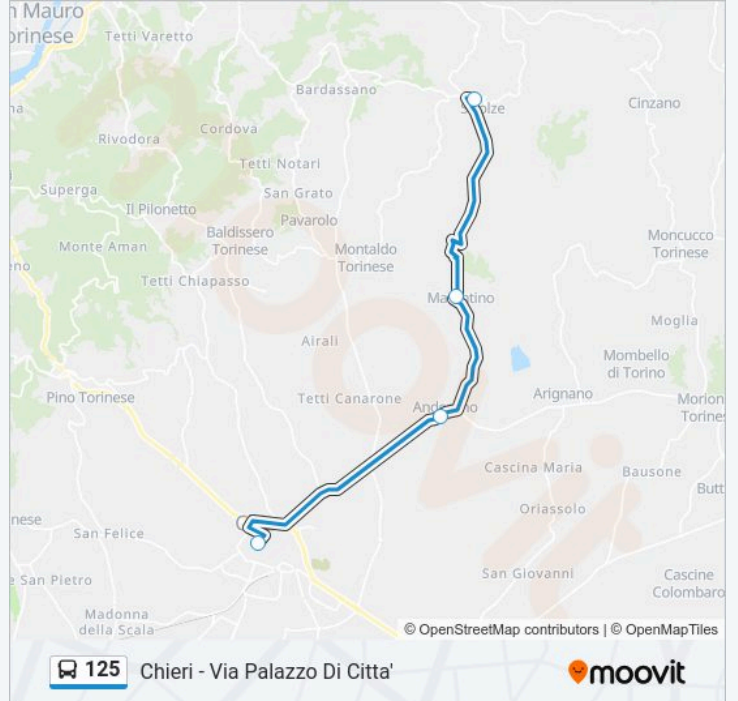 Mauro
Torinese
Tetti Varetto
Bardassano
Cinzano
Cordova
Rivodora
Tetti Notari
Superga
San Grato
Il Pilonetto
Pavarolo
Baldissero
Torinese
Monte Aman
Montaldo
Torinese
Moncucco
Torinese
Tetti Chiapasso
Moglia
Airali
Mombello
di Torino
Pino Torinese
Tetti Canarone
Arignano
Cascina Maria
Bausone
Oriassolo
San Felice
San Giovanni
San Pietro
Cascine
Colombaro
Madonna
della Scala
© OpenStreetMap contributors | © OpenMapTiles
125 Chieri - Via Palazzo Di Citta'
moovit